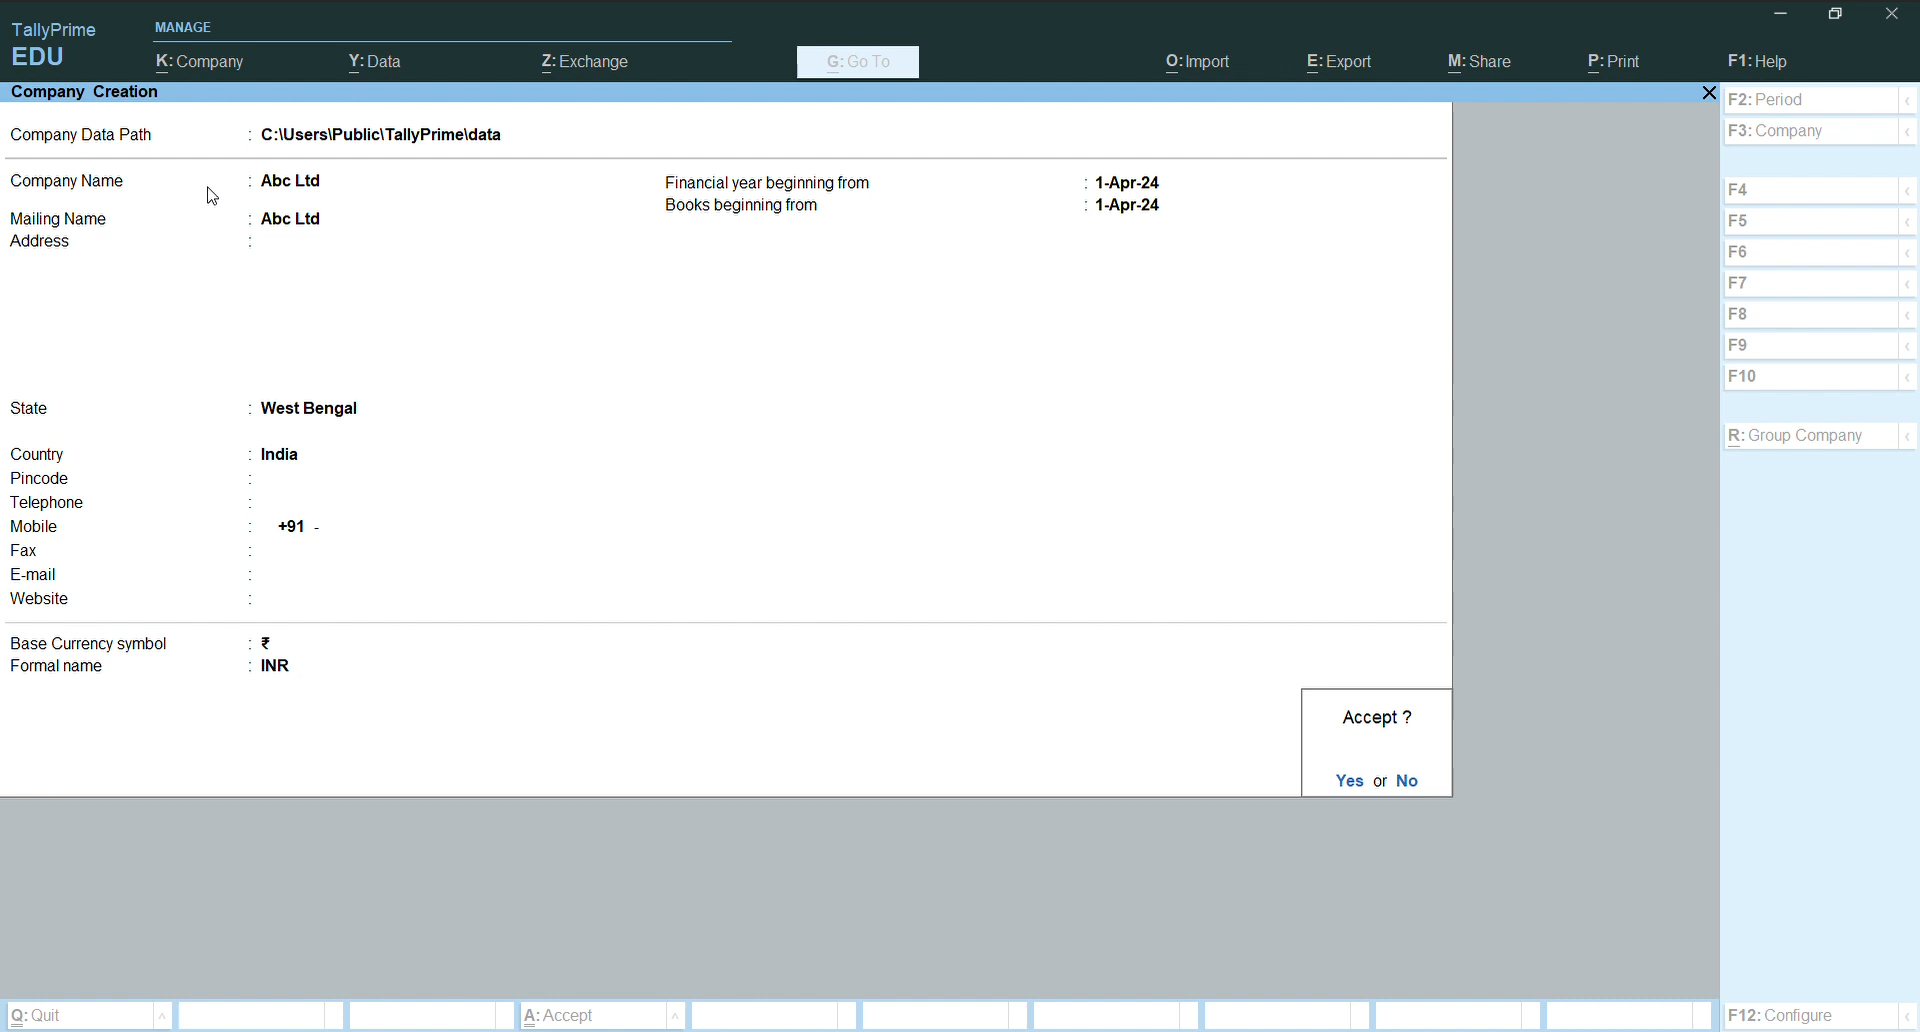 TallyPrime
EDU
MANAGE
K: Company
Y: Data
Z: Exchange
G: Go To
O: Import
E: Export
M: Share
P: Print
F1: Help
Company Creation
Company Data Path : C:\Users\Public\TallyPrime\data
Company Name : Abc Ltd
Financial year beginning from : 1-Apr-24
Books beginning from : 1-Apr-24
Mailing Name : Abc Ltd
Address :
State : West Bengal
Country : India
Pincode :
Telephone :
Mobile : +91 -
Fax :
E-mail :
Website :
Base Currency symbol : ₹
Formal name : INR
Accept ?
Yes or No
F2: Period
F3: Company
F4
F5
F6
F7
F8
F9
F10
R: Group Company
Q: Quit
A: Accept
F12: Configure